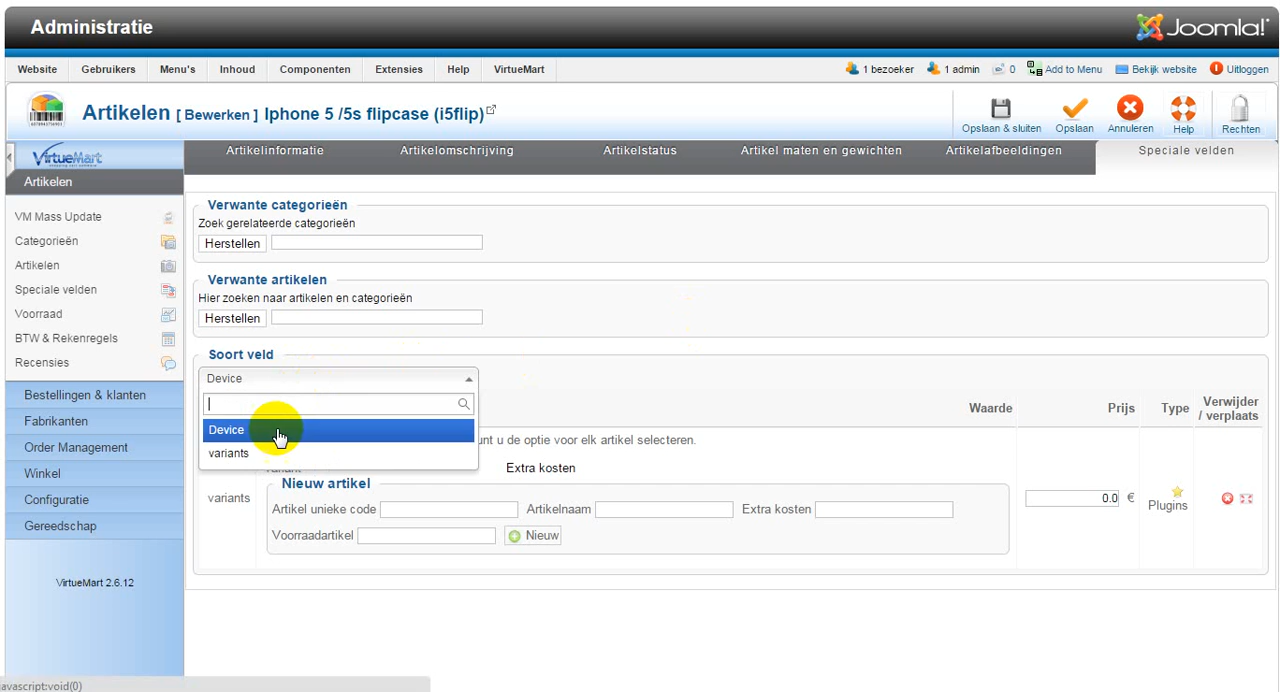 Administratie
Joomla!
Website Gebruikers Menu's Inhoud Componenten Extensies Help VirtueMart 1 bezoeker 1 admin 0 Add to Menu Bekijk website Uitloggen
Artikelen [ Bewerken ] Iphone 5 /5s flipcase (i5flip)
Opslaan & sluiten Opslaan Annuleren Help Rechten
VirtueMart
Artikelinformatie Artikelomschrijving Artikelstatus Artikel maten en gewichten Artikelafbeeldingen Speciale velden
Artikelen
VM Mass Update
Categorieën
Artikelen
Speciale velden
Voorraad
BTW & Rekenregels
Recensies
Bestellingen & klanten
Fabrikanten
Order Management
Winkel
Configuratie
Gereedschap
VirtueMart 2.6.12
Verwante categorieën
Zoek gerelateerde categorieën
Herstellen
Verwante artikelen
Hier zoeken naar artikelen en categorieën
Herstellen
Soort veld
Device
Device
variants
Waarde Prijs Type Verwijder / verplaats
unt u de optie voor elk artikel selecteren.
Extra kosten
variants
Nieuw artikel
Artikel unieke code Artikelnaam Extra kosten
Voorraadartikel Nieuw
0.0 €
Plugins
avascript:void(0)